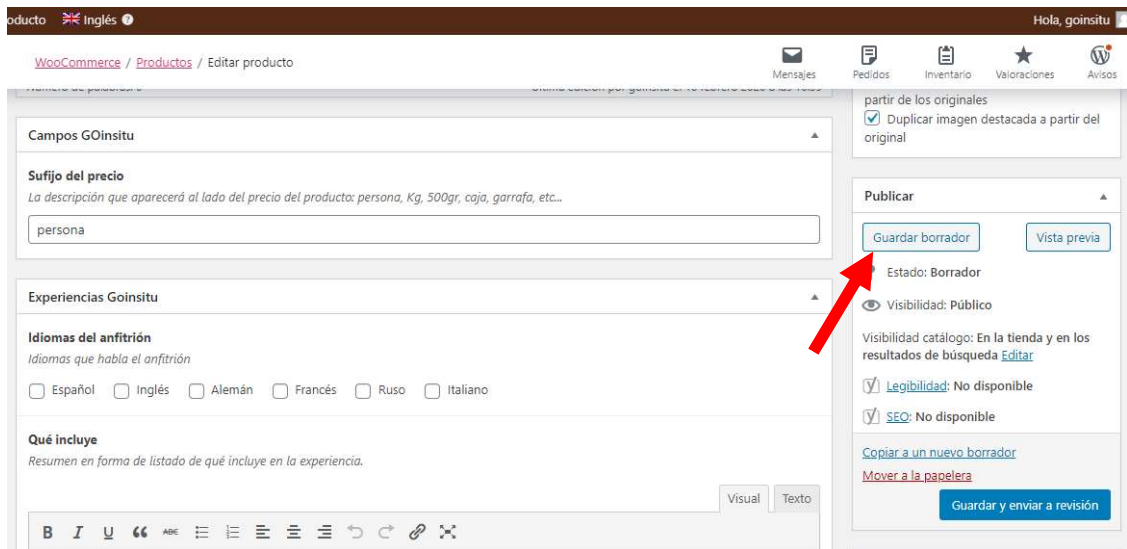 oducto Inglés
Hola, goinsitu
WooCommerce / Productos / Editar producto
Mensajes
Pedidos
Inventario
Valoraciones
Avisos
Campos GOinsitu
Sufijo del precio
La descripción que aparecerá al lado del precio del producto: persona, Kg, 500gr, caja, garrafa, etc...
persona
Experiencias Goinsitu
Idiomas del anfitrión
Idiomas que habla el anfitrión
Español Inglés Alemán Francés Ruso Italiano
Qué incluye
Resumen en forma de listado de qué incluye en la experiencia.
Visual Texto
B I U ABC
partir de los originales
Duplicar imagen destacada a partir del
original
Publicar
Guardar borrador
Vista previa
Estado: Borrador
Visibilidad: Público
Visibilidad catálogo: En la tienda y en los
resultados de búsqueda Editar
Legibilidad: No disponible
SEO: No disponible
Copiar a un nuevo borrador
Mover a la papelera
Guardar y enviar a revisión